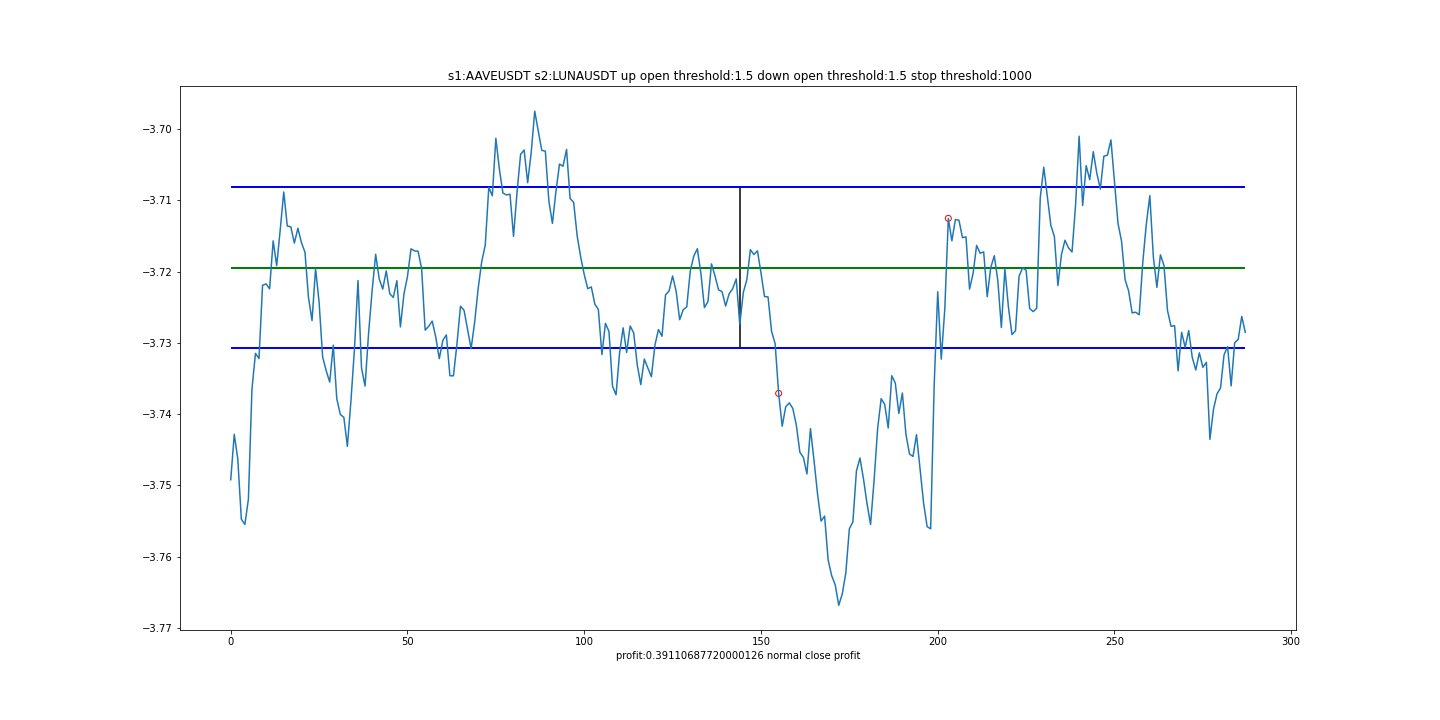 s1:AAVEUSDT s2:LUNAUSDT up open threshold:1.5 down open threshold:1.5 stop threshold:1000
−3.70
−3.71
−3.72
−3.73
−3.74
−3.75
−3.76
−3.77
0 50 100 150 200 250 300
profit:0.39110687720000126 normal close profit